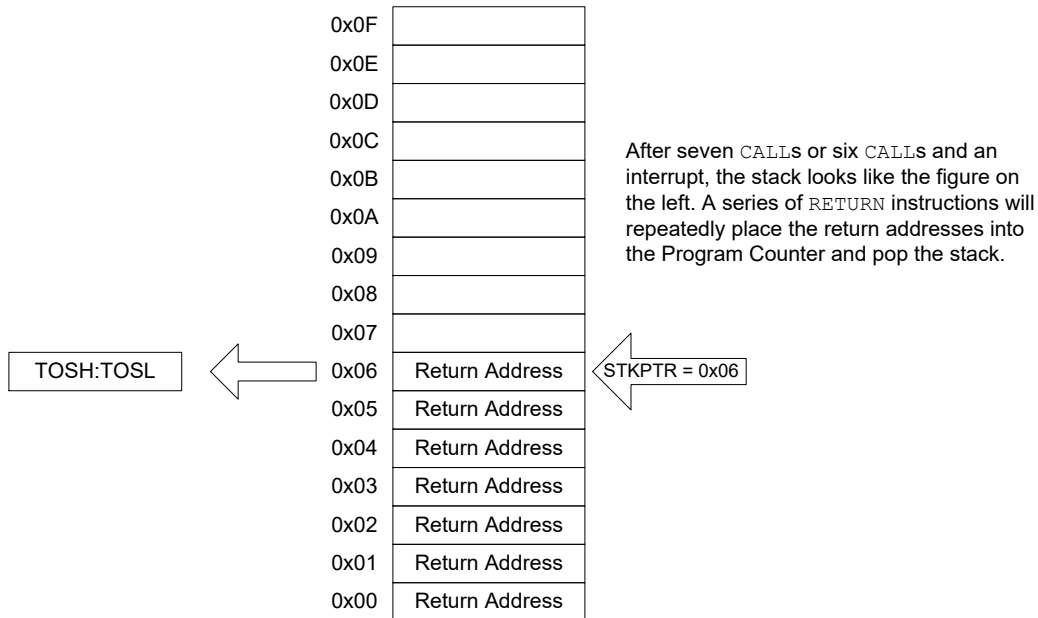 0x0F
0x0E
0x0D
0x0C
0x0B
0x0A
0x09
0x08
0x07
After seven CALLs or six CALLs and an
interrupt, the stack looks like the figure on
the left. A series of RETURN instructions will
repeatedly place the return addresses into
the Program Counter and pop the stack.
TOSH:TOSL
0x06 Return Address
STKPTR = 0x06
0x05 Return Address
0x04 Return Address
0x03 Return Address
0x02 Return Address
0x01 Return Address
0x00 Return Address